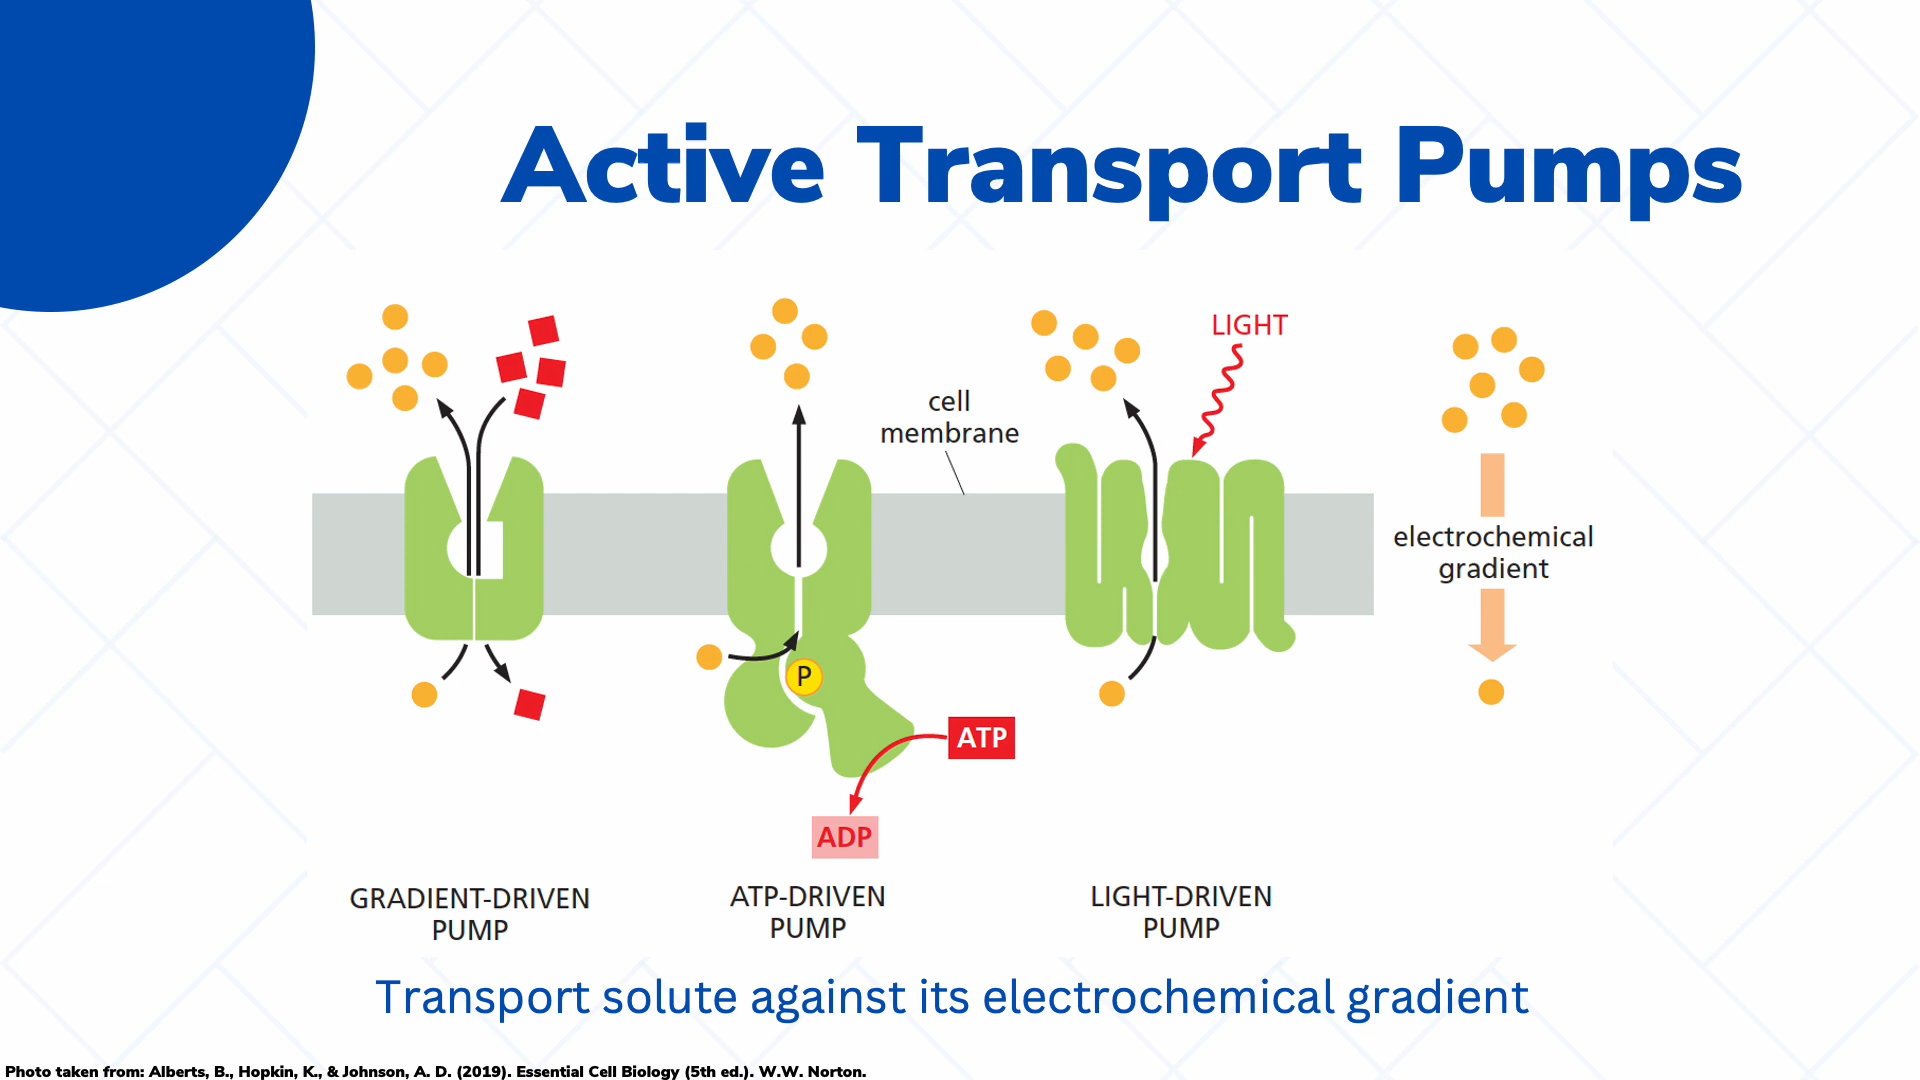 Active Transport Pumps
LIGHT
cell
membrane
electrochemical
gradient
P
ATP
ADP
GRADIENT-DRIVEN
PUMP
ATP-DRIVEN
PUMP
LIGHT-DRIVEN
PUMP
Transport solute against its electrochemical gradient
Photo taken from: Alberts, B., Hopkin, K., & Johnson, A. D. (2019). Essential Cell Biology (5th ed.). W.W. Norton.